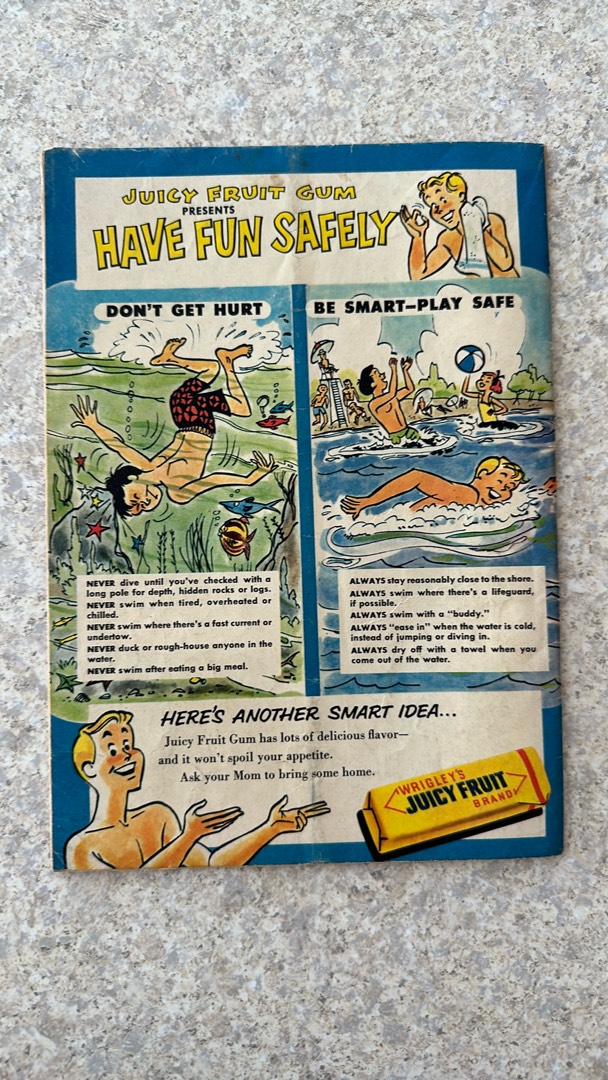 JUICY FRUIT GUM
PRESENTS
HAVE FUN SAFELY
DON'T GET HURT
NEVER dive until you've checked with a
long pole for depth, hidden rocks or logs.
NEVER swim when tired, overheated or
chilled.
NEVER swim where there's a fast current or
undertow.
NEVER duck or rough-house anyone in the
water.
NEVER swim after eating a big meal.
BE SMART—PLAY SAFE
ALWAYS stay reasonably close to the shore.
ALWAYS swim where there's a lifeguard,
if possible.
ALWAYS swim with a "buddy."
ALWAYS "ease in" when the water is cold,
instead of jumping or diving in.
ALWAYS dry off with a towel when you
come out of the water.
HERE'S ANOTHER SMART IDEA...
Juicy Fruit Gum has lots of delicious flavor—
and it won't spoil your appetite.
Ask your Mom to bring some home.
WRIGLEY'S
JUICY FRUIT
BRAND